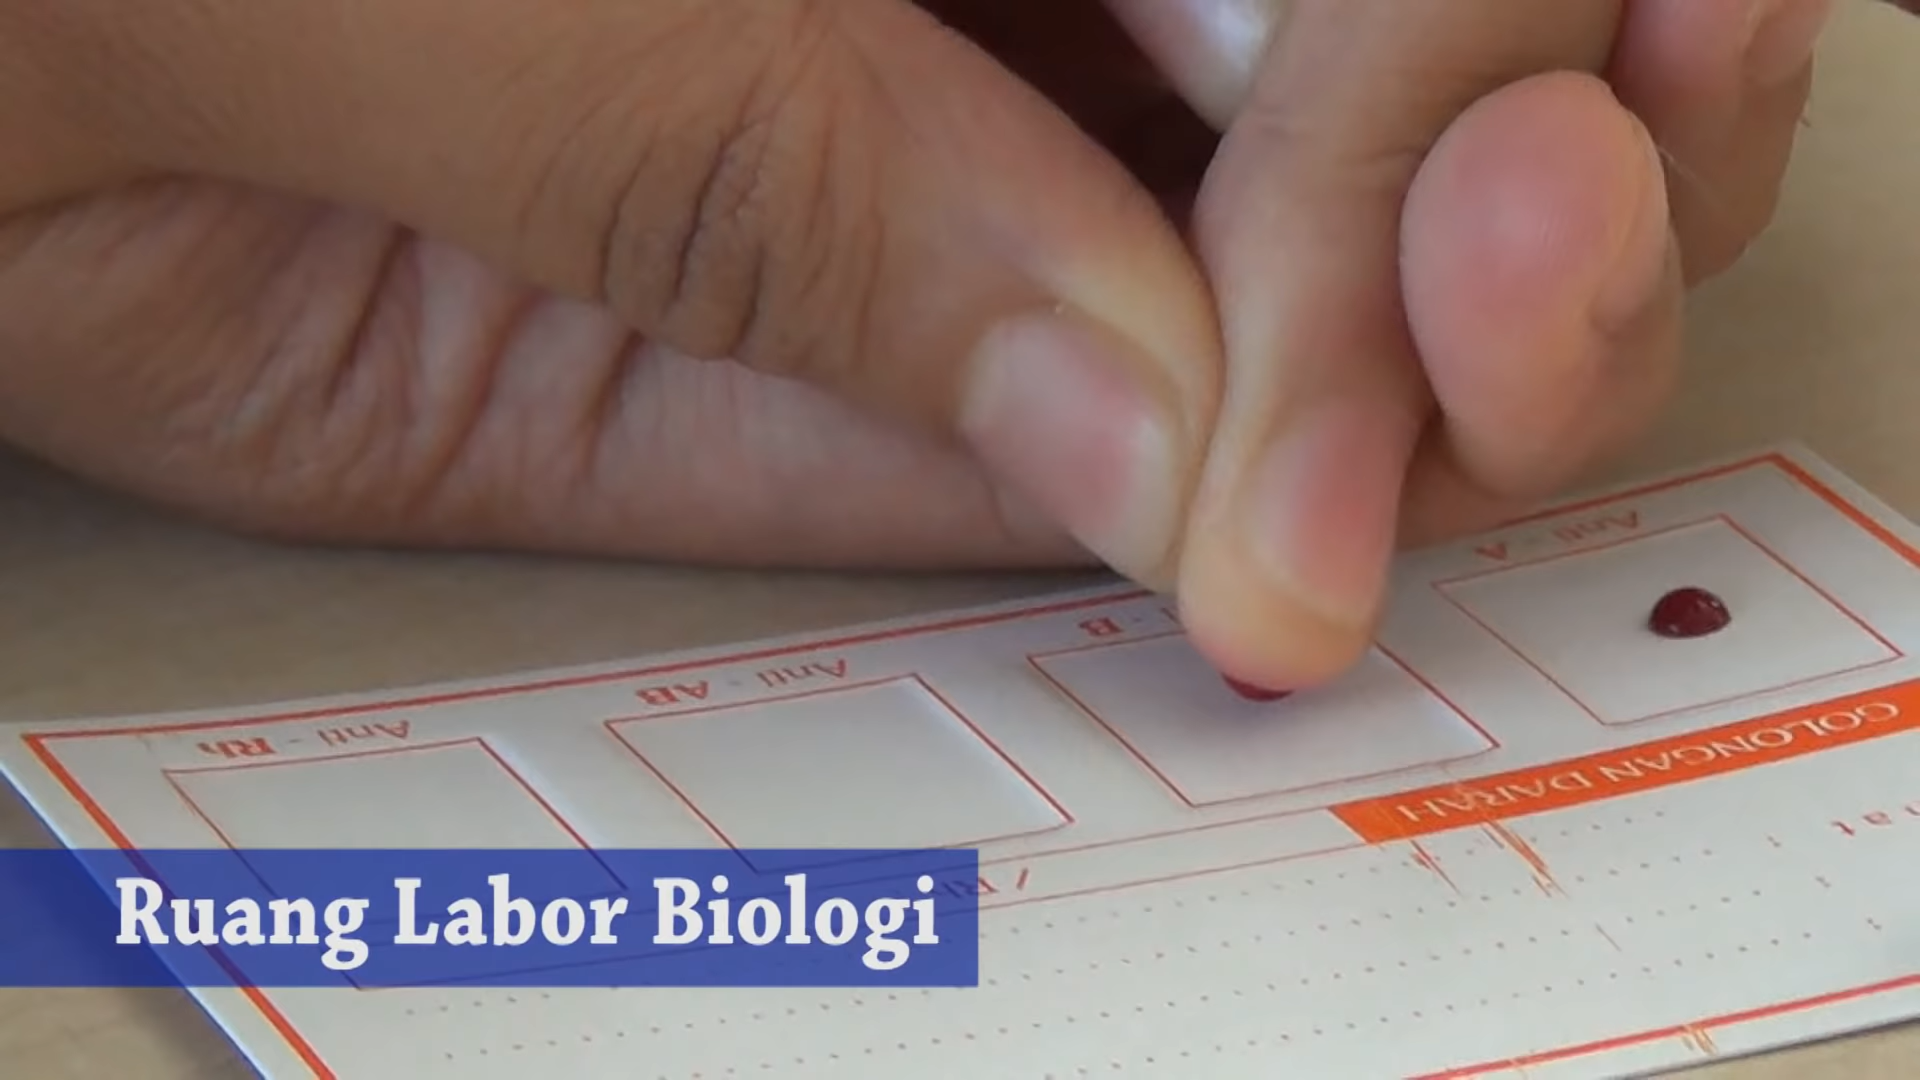 Anti - A
- B
Anti - AB
Anti - Rh
GOLONGAN DARAH
Ruang Labor Biologi